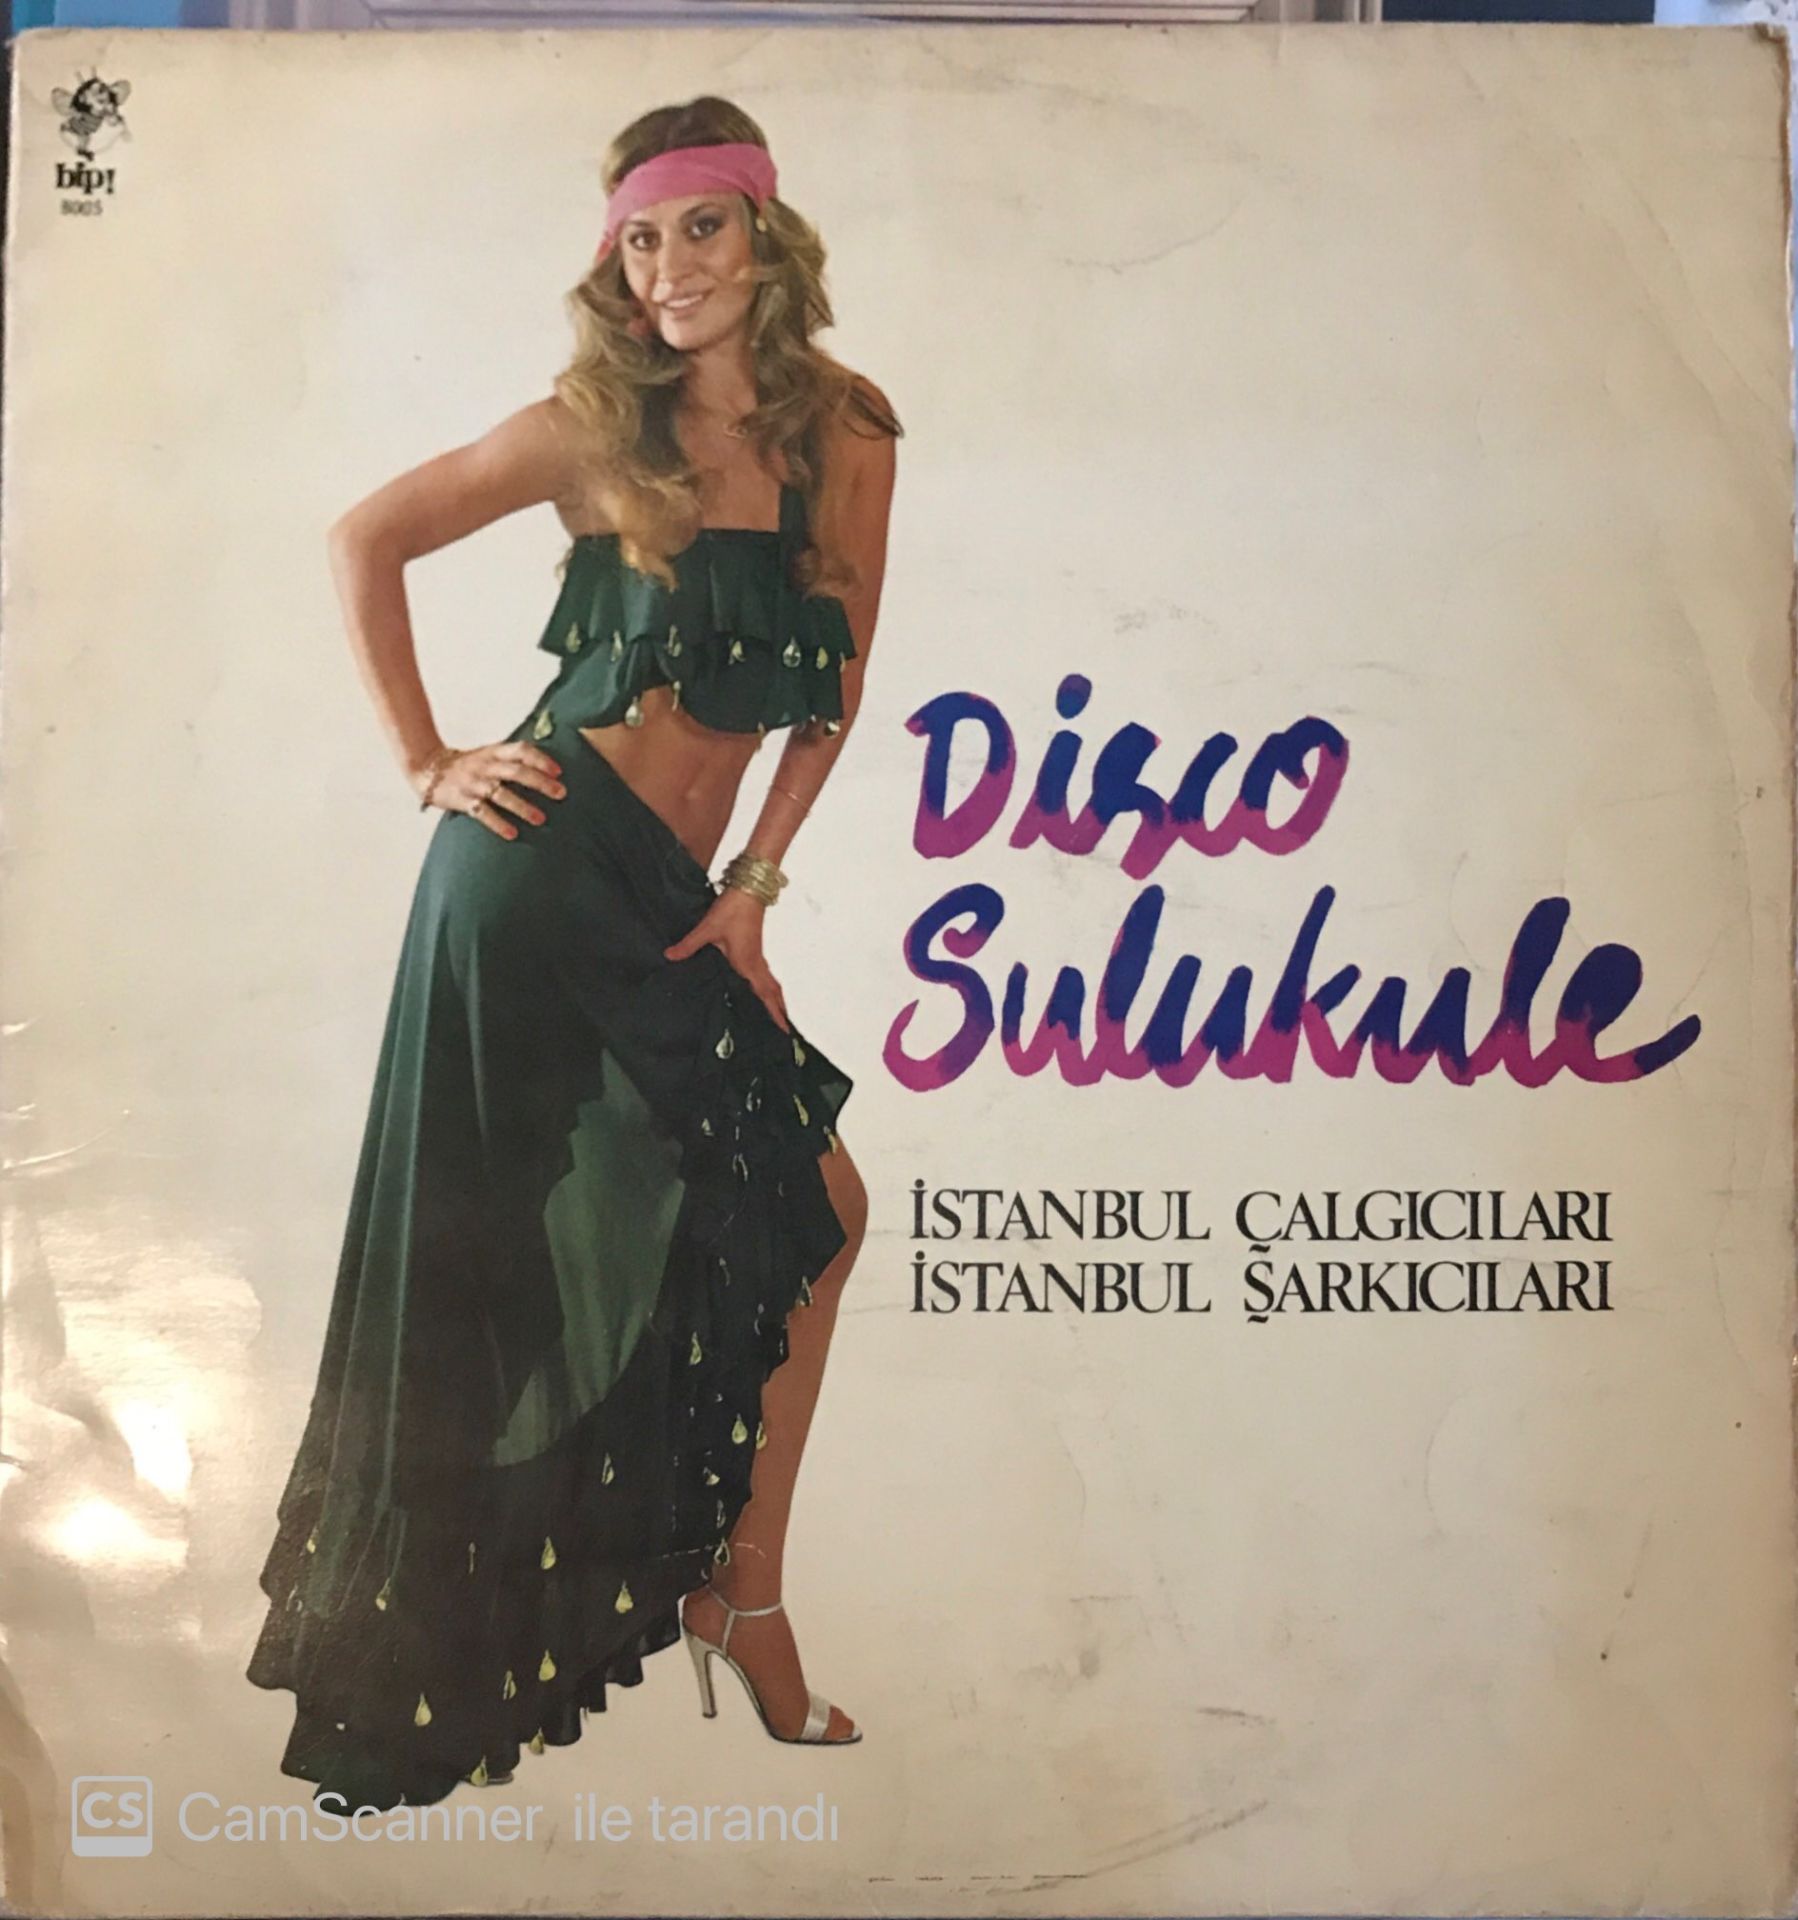 bip!
8005
Disco
Sulukule
İSTANBUL ÇALGICILARI
İSTANBUL ŞARKICILARI
CS CamScanner ile tarandı